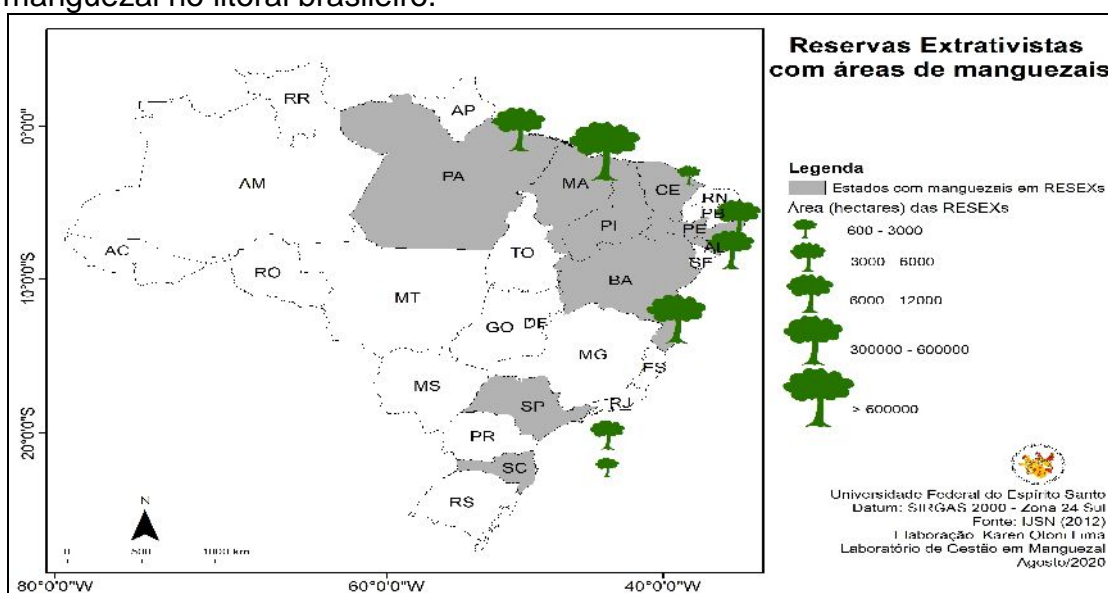 manguezal no litoral brasileiro.
Reservas Extrativistas
com áreas de manguezais
RR
AP
0°0'0"
AM
PA
MA
CE
RN
PB
PI
PE
AL
AC
TO
SF
RO
10°0'0"S
BA
MT
GO
DF
MG
ES
MS
SP
RJ
20°0'0"S
PR
SC
RS
N
0 500 1000 km
80°0'0"W 60°0'0"W 40°0'0"W
Legenda
Estados com manguezais em RESEXs
Área (hectares) das RESEXs
600 - 3000
3000 - 6000
6000 - 12000
300000 - 600000
> 600000
Universidade Federal do Espírito Santo
Datum: SIRGAS 2000 - Zona 24 Sul
Fonte: IJSN (2012)
Elaboração: Karen Otoni Lima
Laboratório de Gestão em Manguezal
Agosto/2020